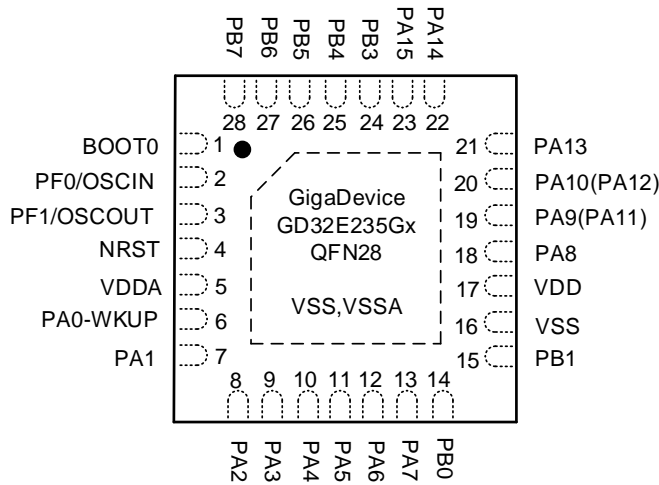 PB7
PB6
PB5
PB4
PB3
PA15
PA14
28
27
26
25
24
23
22
BOOT0 1
PF0/OSCIN 2
PF1/OSCOUT 3
NRST 4
VDDA 5
PA0-WKUP 6
PA1 7
GigaDevice
GD32E235Gx
QFN28
VSS,VSSA
21 PA13
20 PA10(PA12)
19 PA9(PA11)
18 PA8
17 VDD
16 VSS
15 PB1
8
9
10
11
12
13
14
PA2
PA3
PA4
PA5
PA6
PA7
PB0